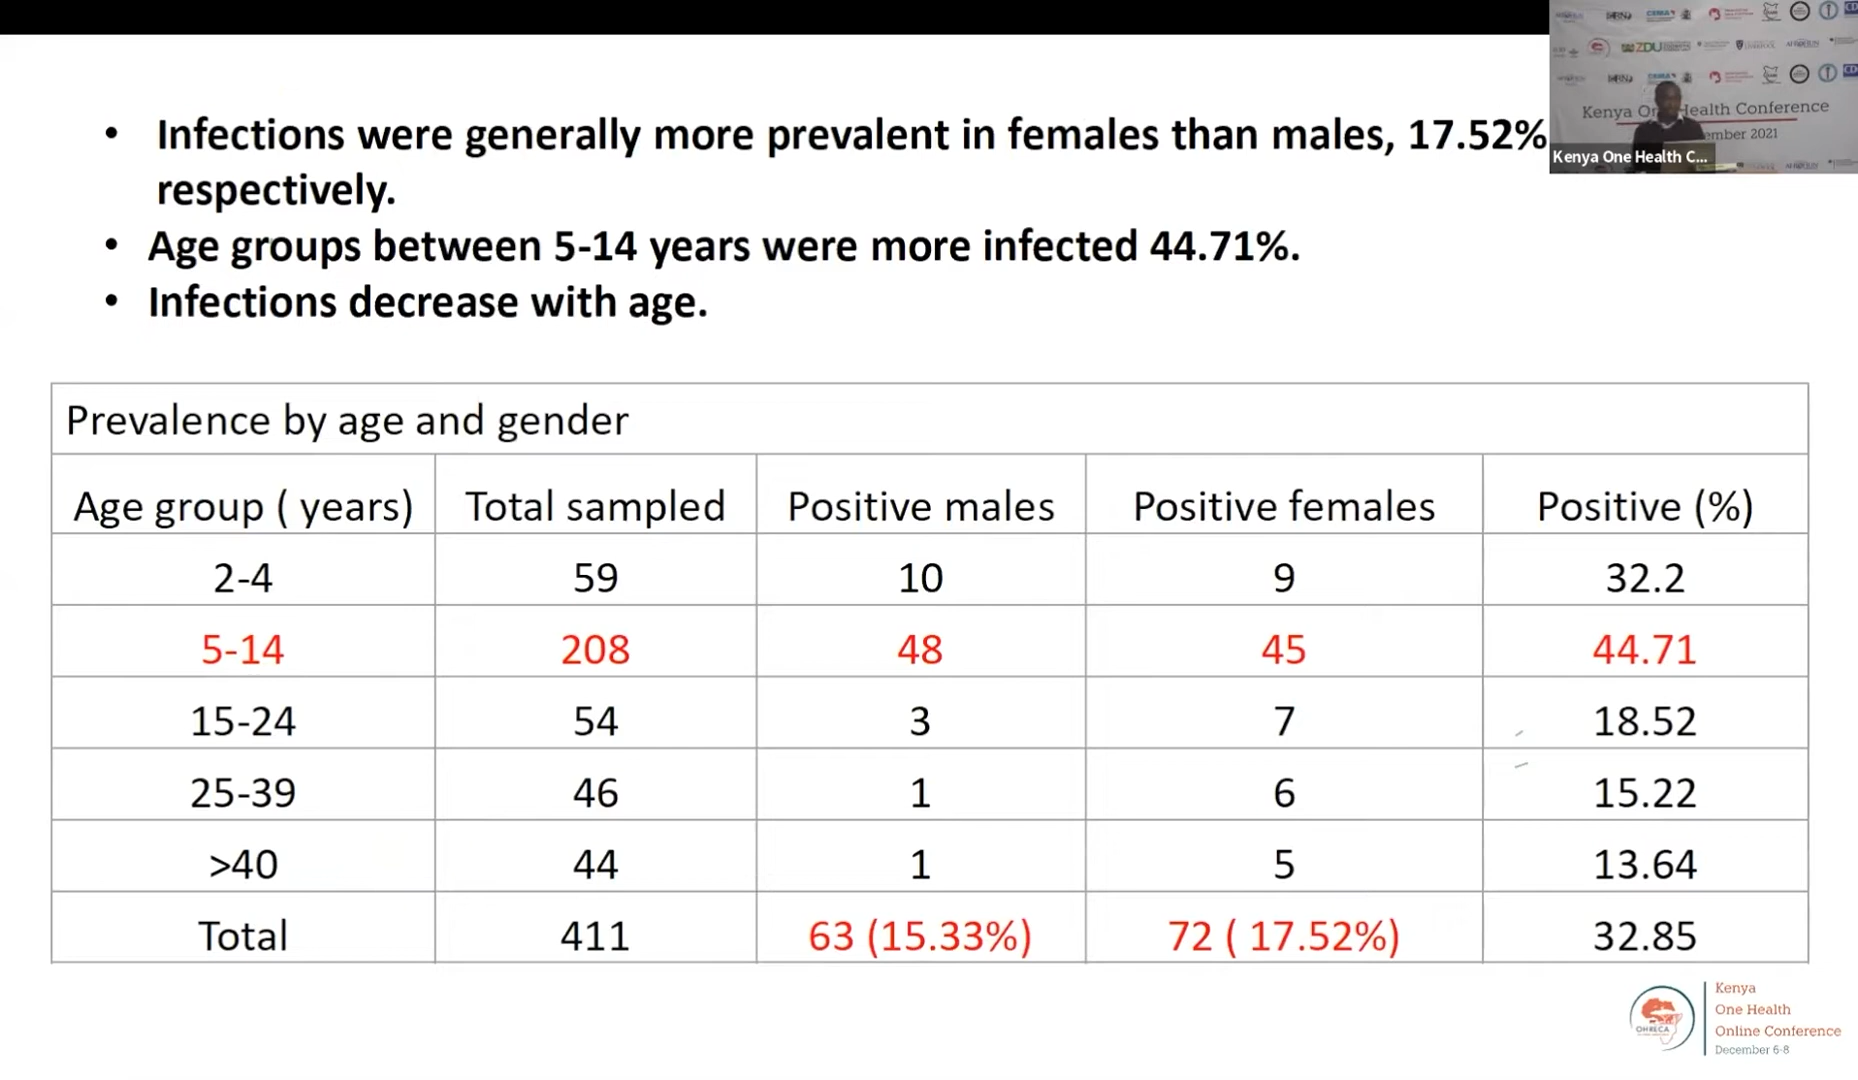 • Infections were generally more prevalent in females than males, 17.52%
respectively.
• Age groups between 5-14 years were more infected 44.71%.
• Infections decrease with age.
Kenya One Health Conference
2021
Kenya One Health C...
Prevalence by age and gender
Age group ( years) Total sampled Positive males Positive females Positive (%)
2-4 59 10 9 32.2
5-14 208 48 45 44.71
15-24 54 3 7 18.52
25-39 46 1 6 15.22
>40 44 1 5 13.64
Total 411 63 (15.33%) 72 ( 17.52%) 32.85
OHRECA
Kenya
One Health
Online Conference
December 6-8